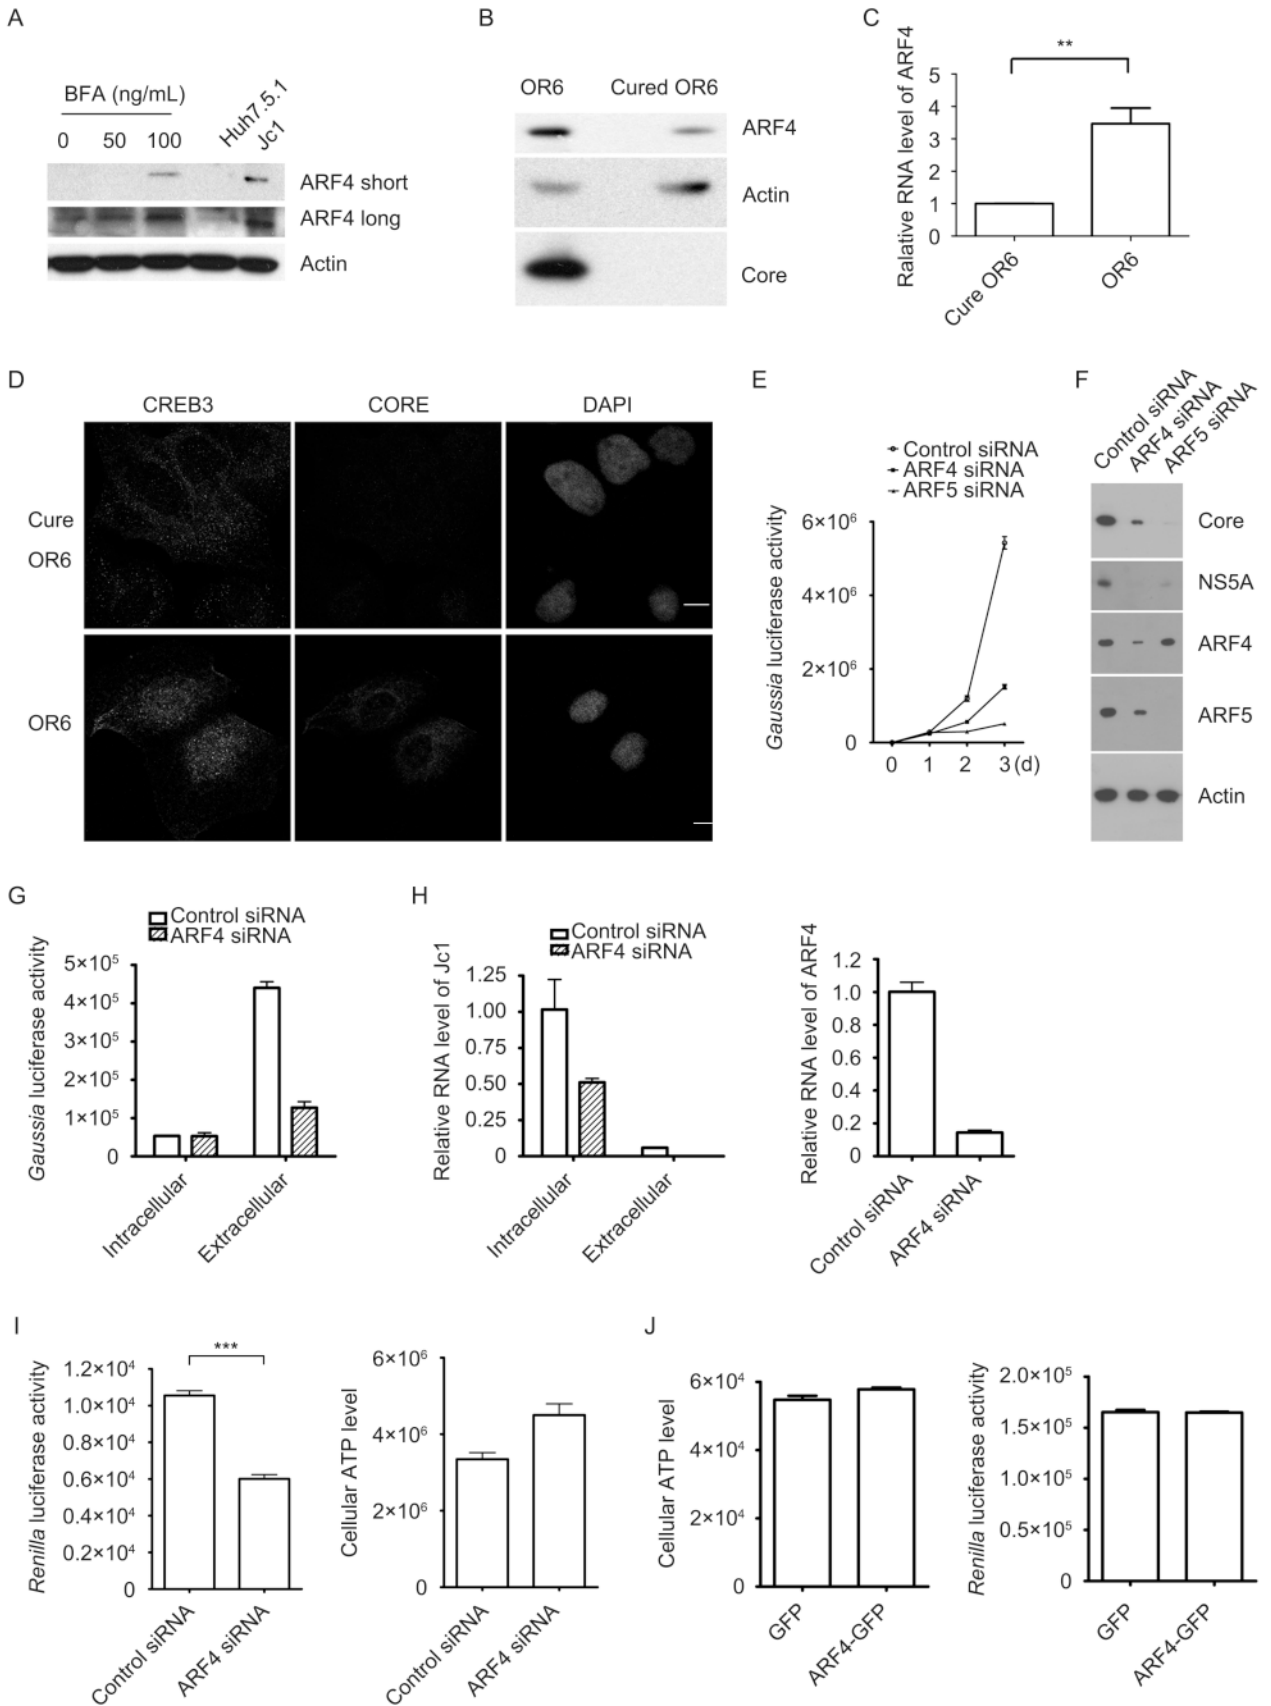 A
BFA (ng/mL)
0 50 100 Huh7.5.1 Jc1
ARF4 short
ARF4 long
Actin
B
OR6 Cured OR6
ARF4
Actin
Core
C
**
Ralative RNA level of ARF4
5
4
3
2
1
0
Cure OR6
OR6
D
CREB3 CORE DAPI
Cure
OR6
OR6
E
Control siRNA
ARF4 siRNA
ARF5 siRNA
Gaussia luciferase activity
6×10⁶
4×10⁶
2×10⁶
0
0 1 2 3 (d)
F
Control siRNA
ARF4 siRNA
ARF5 siRNA
Core
NS5A
ARF4
ARF5
Actin
G
Control siRNA
ARF4 siRNA
Gaussia luciferase activity
5×10⁵
4×10⁵
3×10⁵
2×10⁵
1×10⁵
0
Intracellular
Extracellular
H
Control siRNA
ARF4 siRNA
Relative RNA level of Jc1
1.25
1.00
0.75
0.50
0.25
0
Intracellular
Extracellular
Relative RNA level of ARF4
1.2
1.0
0.8
0.6
0.4
0.2
0
Control siRNA
ARF4 siRNA
I
***
Renilla luciferase activity
1.2×10⁴
1.0×10⁴
0.8×10⁴
0.6×10⁴
0.4×10⁴
0.2×10⁴
0
Control siRNA
ARF4 siRNA
Cellular ATP level
6×10⁶
4×10⁶
2×10⁶
0
Control siRNA
ARF4 siRNA
J
Cellular ATP level
6×10⁴
4×10⁴
2×10⁴
0
GFP
ARF4-GFP
Renilla luciferase activity
2.0×10⁵
1.5×10⁵
1.0×10⁵
0.5×10⁵
0
GFP
ARF4-GFP